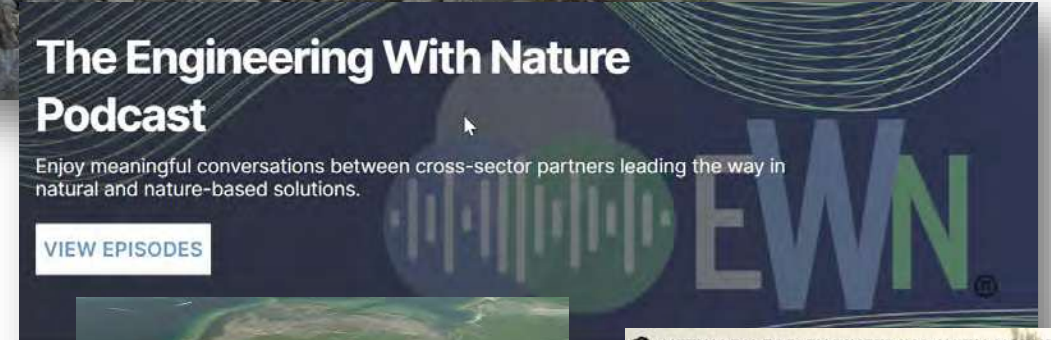 The Engineering With Nature
Podcast
Enjoy meaningful conversations between cross-sector partners leading the way in
natural and nature-based solutions.
VIEW EPISODES
EWN®